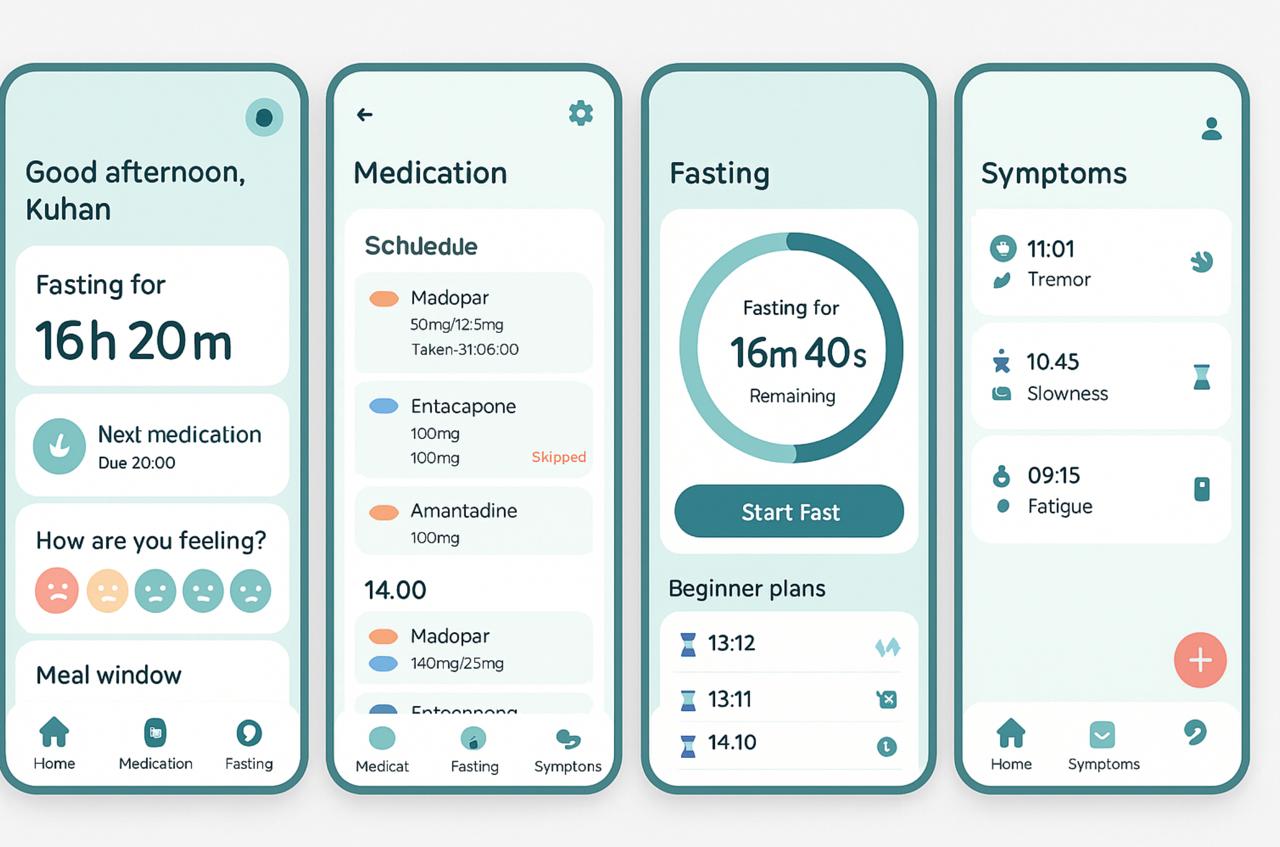 Good afternoon,
Kuhan
Fasting for
16h 20m
Next medication
Due 20:00
How are you feeling?
Meal window
Home
Medication
Fasting
Medication
Schuedue
Madopar
50mg/12:5mg
Taken-31:06:00
Entacapone
100mg
100mg
Skipped
Amantadine
100mg
14.00
Madopar
140mg/25mg
Medicat
Fasting
Symptons
Fasting
Fasting for
16m 40s
Remaining
Start Fast
Beginner plans
13:12
13:11
14.10
Symptoms
11:01
Tremor
10.45
Slowness
09:15
Fatigue
Home
Symptoms